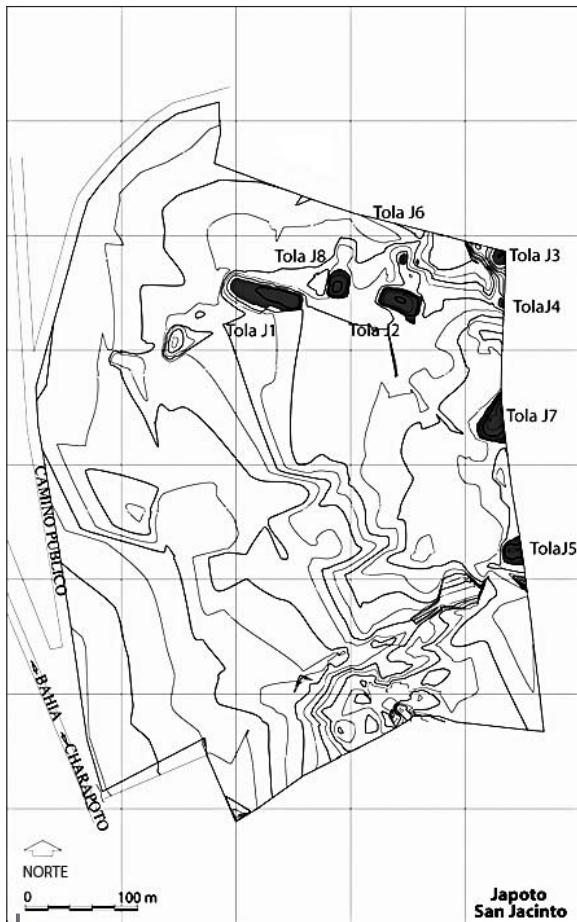 Tola J6
Tola J8
Tola J3
TolaJ4
Tola J1
Tola J2
Tola J7
CAMINO PUBLICO
TolaJ5
BAHIA
CHARAPOTO
NORTE
0 100 m
Japoto
San Jacinto